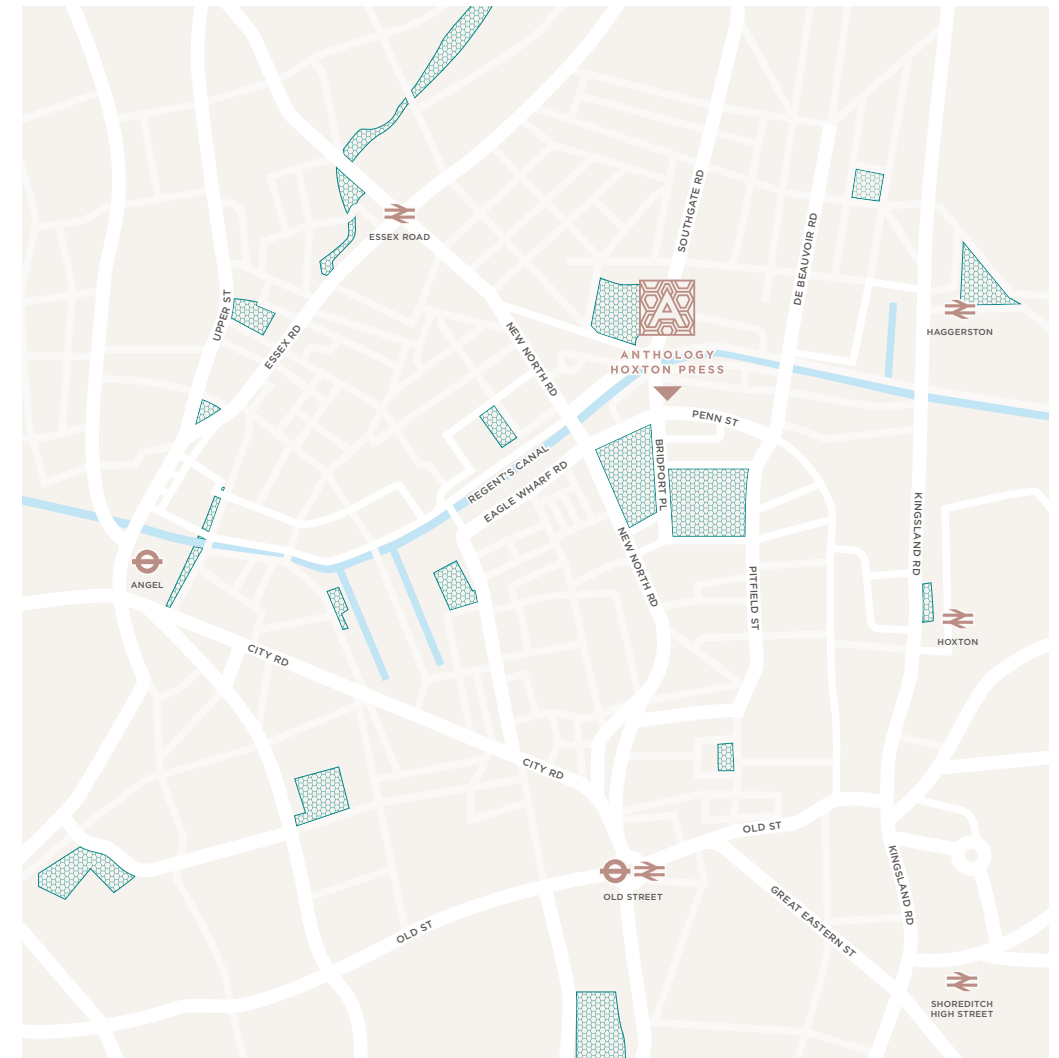 ESSEX ROAD
SOUTHGATE RD
DE BEAUVOIR RD
UPPER ST
ESSEX RD
NEW NORTH RD
A
ANTHOLOGY
HOXTON PRESS
HAGGERSTON
PENN ST
BRIDPORT PL
REGENT'S CANAL
EAGLE WHARF RD
KINGSLAND RD
ANGEL
NEW NORTH RD
PITFIELD ST
HOXTON
CITY RD
CITY RD
OLD ST
KINGSLAND RD
OLD STREET
GREAT EASTERN ST
OLD ST
SHOREDITCH
HIGH STREET